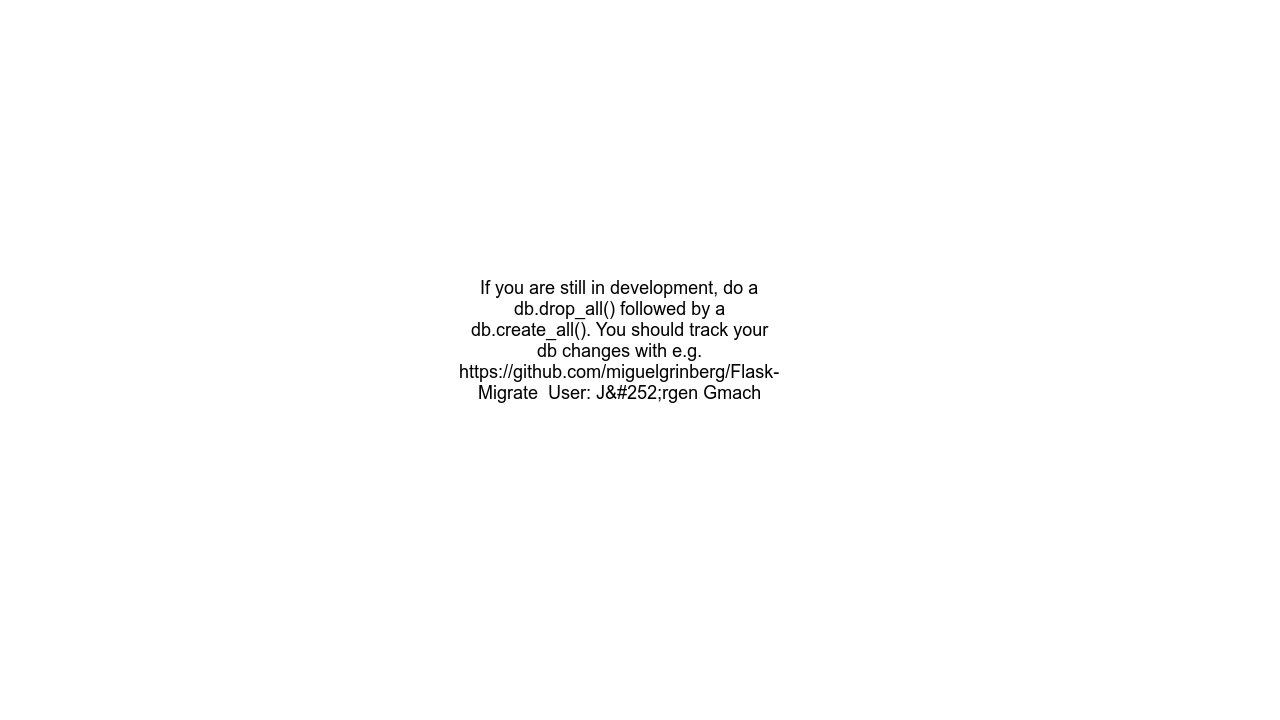 If you are still in development, do a
db.drop_all() followed by a
db.create_all(). You should track your
db changes with e.g.
https://github.com/miguelgrinberg/Flask-
Migrate  User: J&#252;rgen Gmach